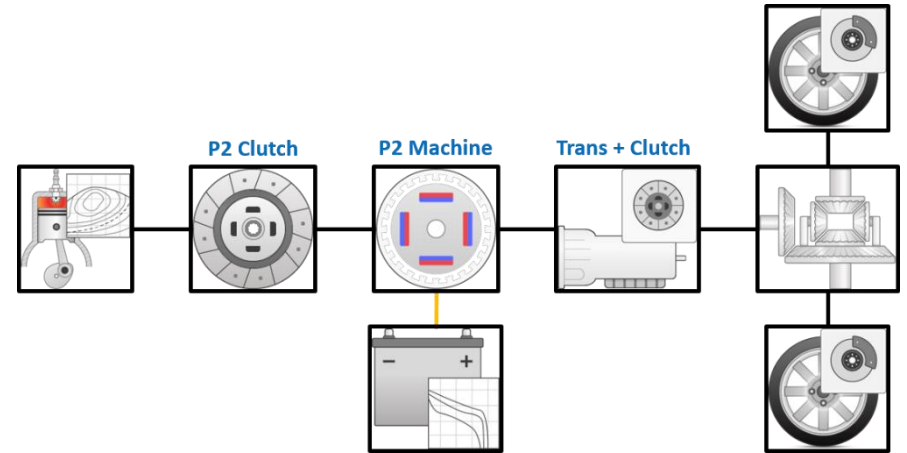 P2 Clutch
P2 Machine
Trans + Clutch
− +